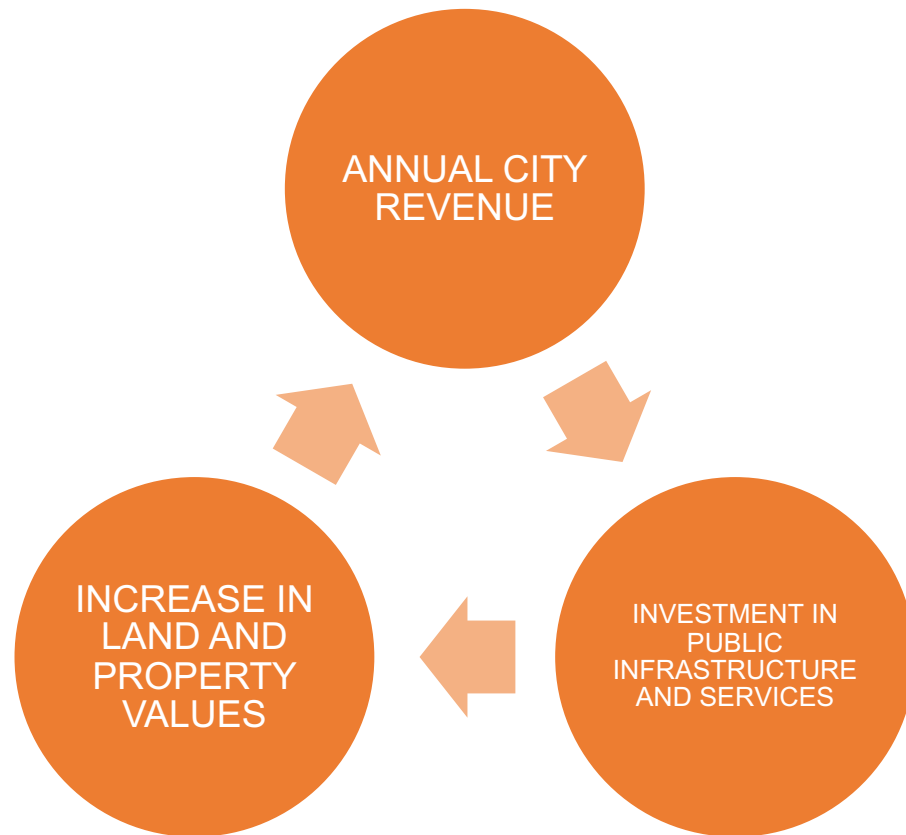 ANNUAL CITY
REVENUE
INVESTMENT IN
PUBLIC
INFRASTRUCTURE
AND SERVICES
INCREASE IN
LAND AND
PROPERTY
VALUES